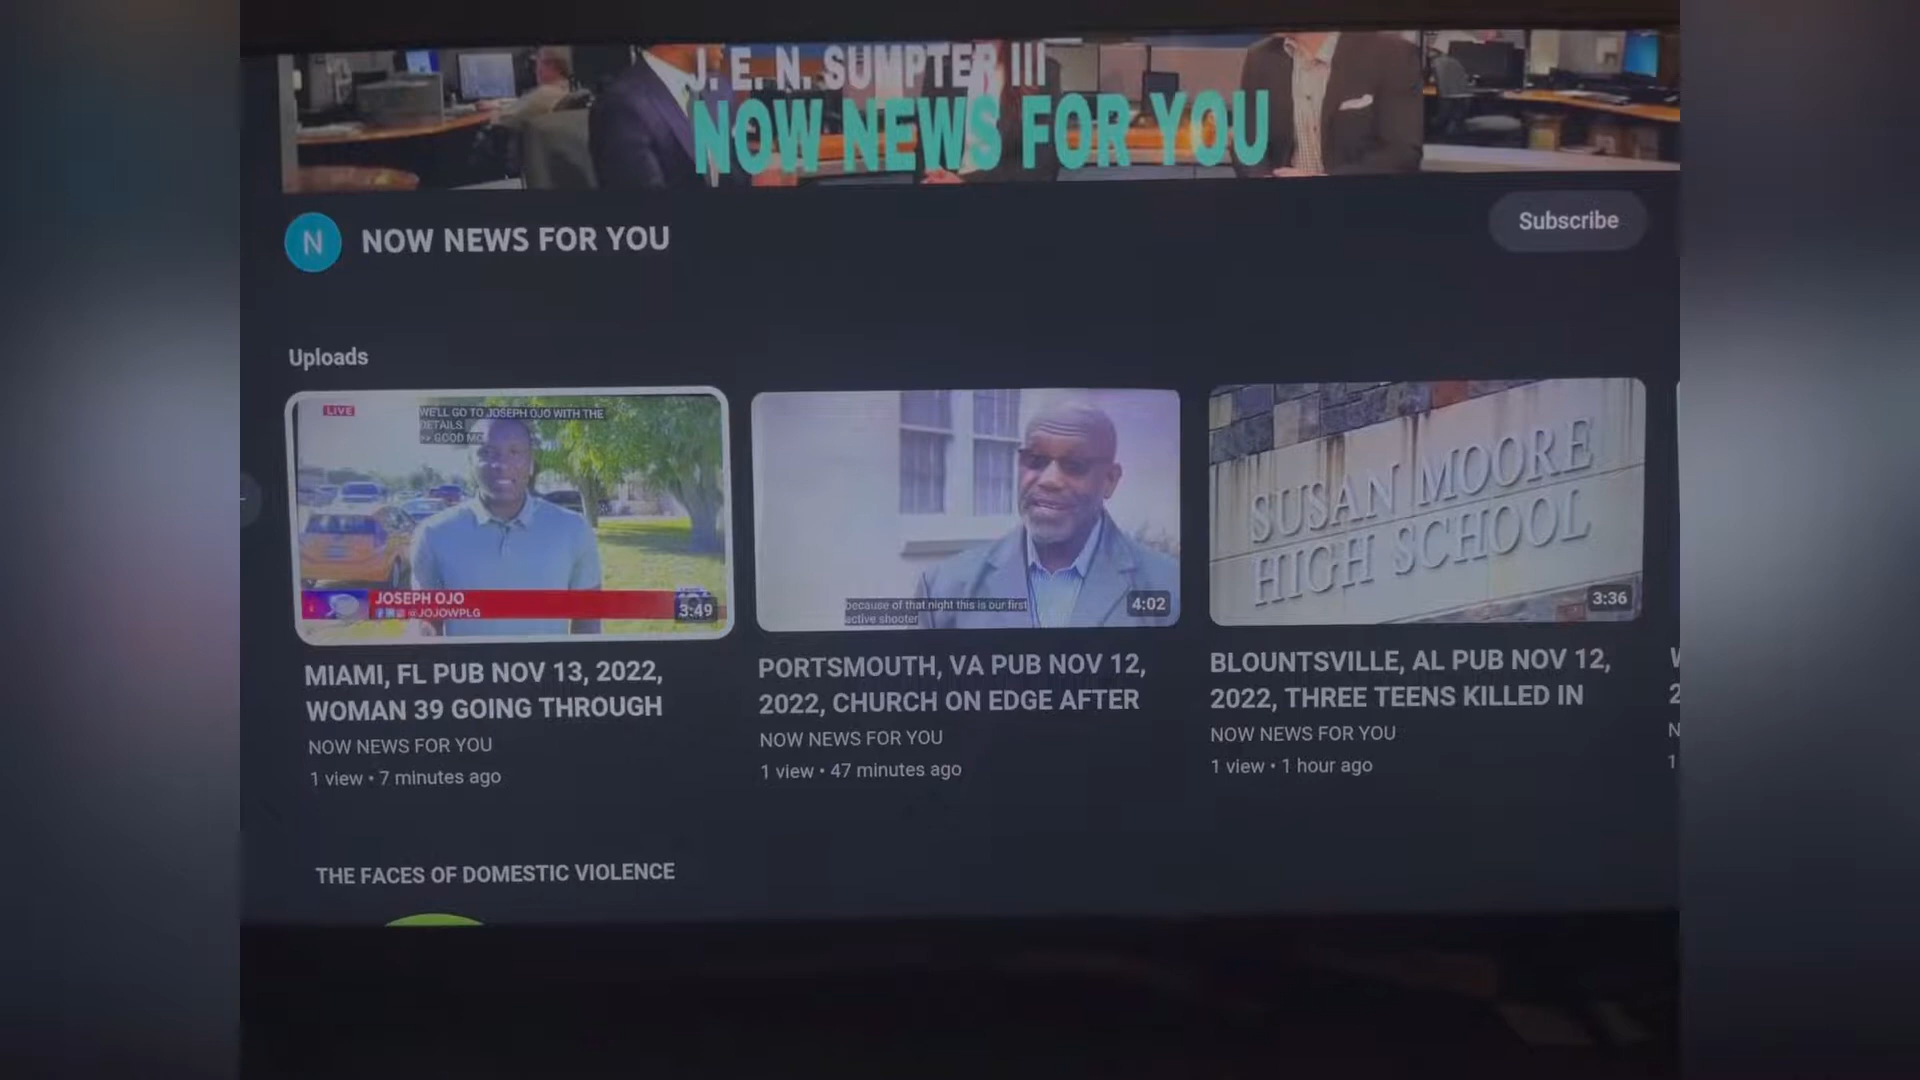 J. E. N. SUMPTER III
NOW NEWS FOR YOU
N
NOW NEWS FOR YOU
Subscribe
Uploads
LIVE
WE'LL GO TO JOSEPH OJO WITH THE
DETAILS.
>> GOOD MO
JOSEPH OJO
@JOJOWPLG
3:49
because of that night this is our first
active shooter
4:02
SUSAN MOORE
HIGH SCHOOL
3:36
MIAMI, FL PUB NOV 13, 2022,
WOMAN 39 GOING THROUGH
NOW NEWS FOR YOU
1 view • 7 minutes ago
PORTSMOUTH, VA PUB NOV 12,
2022, CHURCH ON EDGE AFTER
NOW NEWS FOR YOU
1 view • 47 minutes ago
BLOUNTSVILLE, AL PUB NOV 12,
2022, THREE TEENS KILLED IN
NOW NEWS FOR YOU
1 view • 1 hour ago
2
N
1
THE FACES OF DOMESTIC VIOLENCE